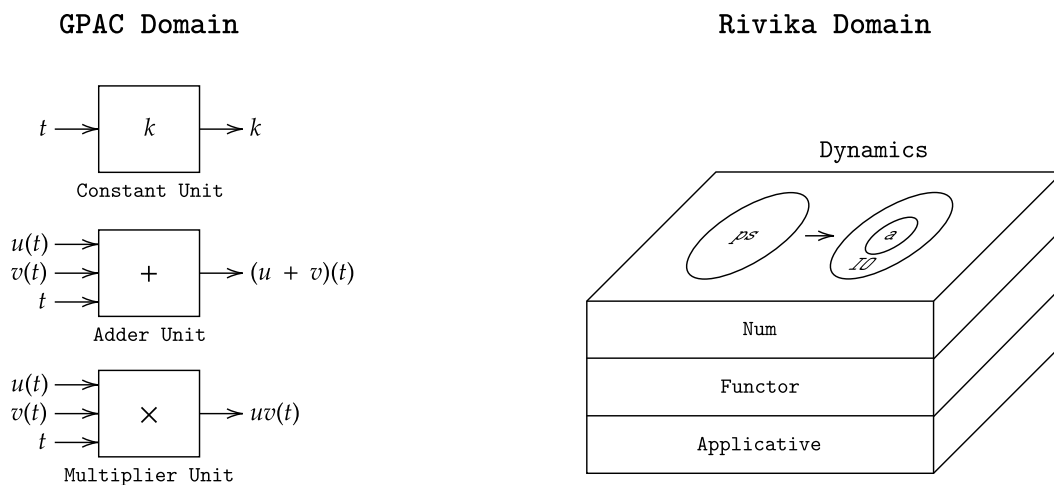 GPAC Domain
t
k
k
Constant Unit
u(t)
v(t)
t
+
(u + v)(t)
Adder Unit
u(t)
v(t)
t
×
uv(t)
Multiplier Unit
Rivika Domain
Dynamics
ps
a
IO
Num
Functor
Applicative